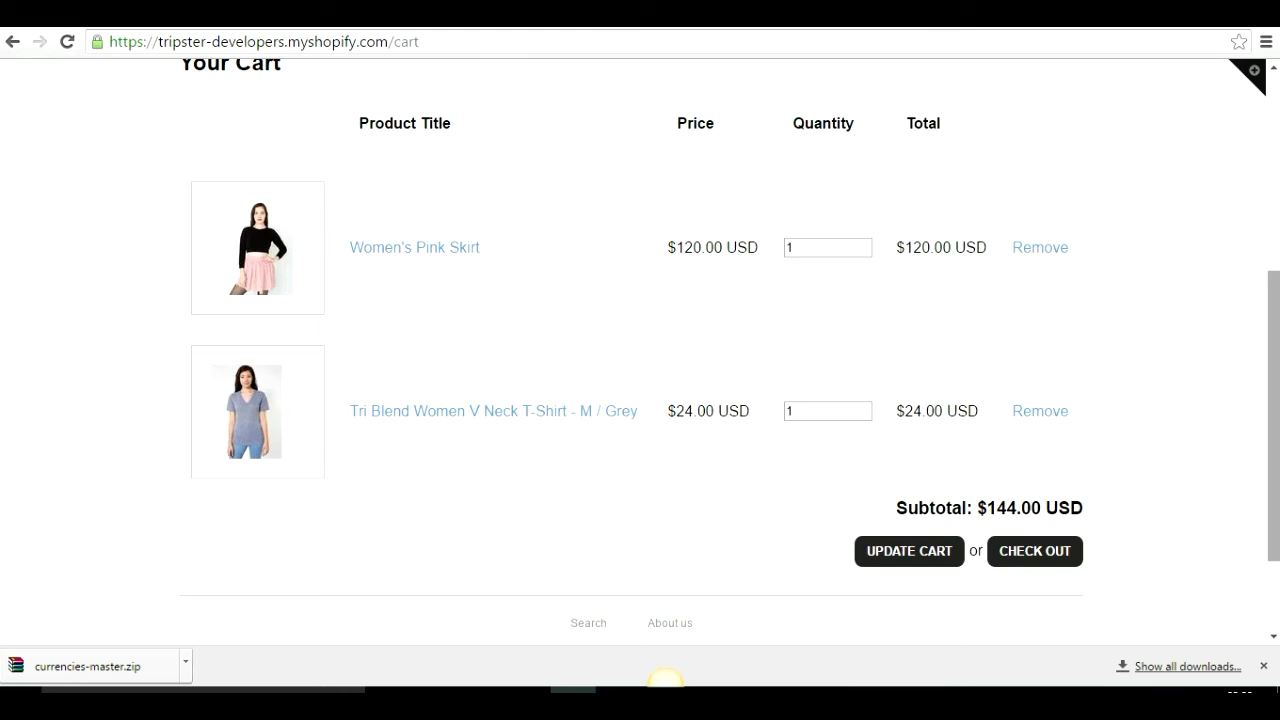 https://tripster-developers.myshopify.com/cart
Your Cart
Product Title Price Quantity Total
Women's Pink Skirt $120.00 USD 1 $120.00 USD Remove
Tri Blend Women V Neck T-Shirt - M / Grey $24.00 USD 1 $24.00 USD Remove
Subtotal: $144.00 USD
UPDATE CART or CHECK OUT
Search About us
currencies-master.zip Show all downloads...